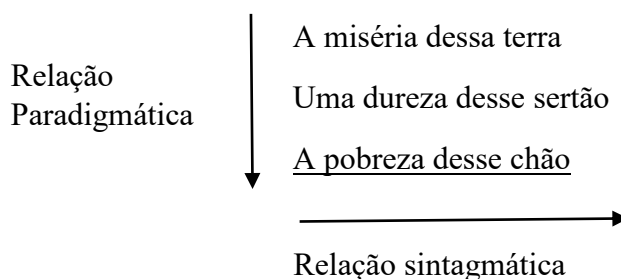 Relação
Paradigmática
A miséria dessa terra
Uma dureza desse sertão
A pobreza desse chão
Relação sintagmática